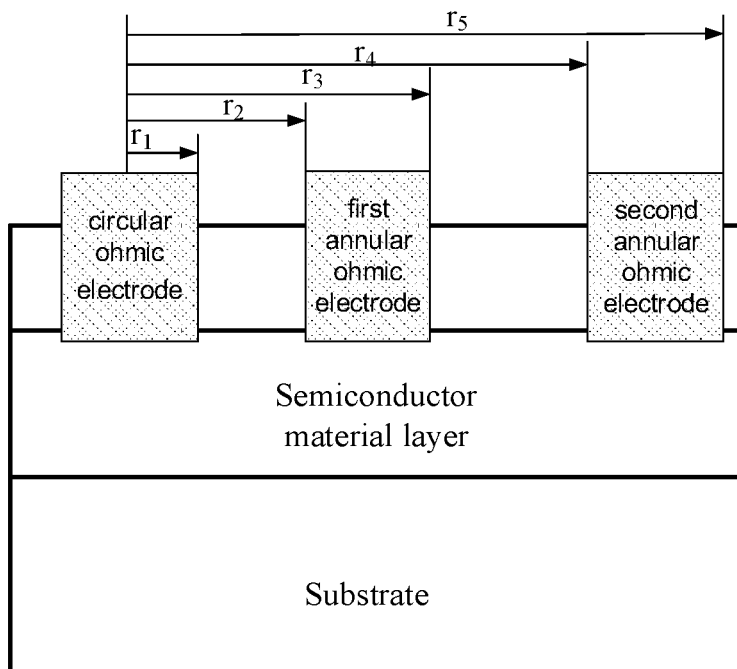 r5
r4
r3
r2
r1
circular
ohmic
electrode
first
annular
ohmic
electrode
second
annular
ohmic
electrode
Semiconductor
material layer
Substrate